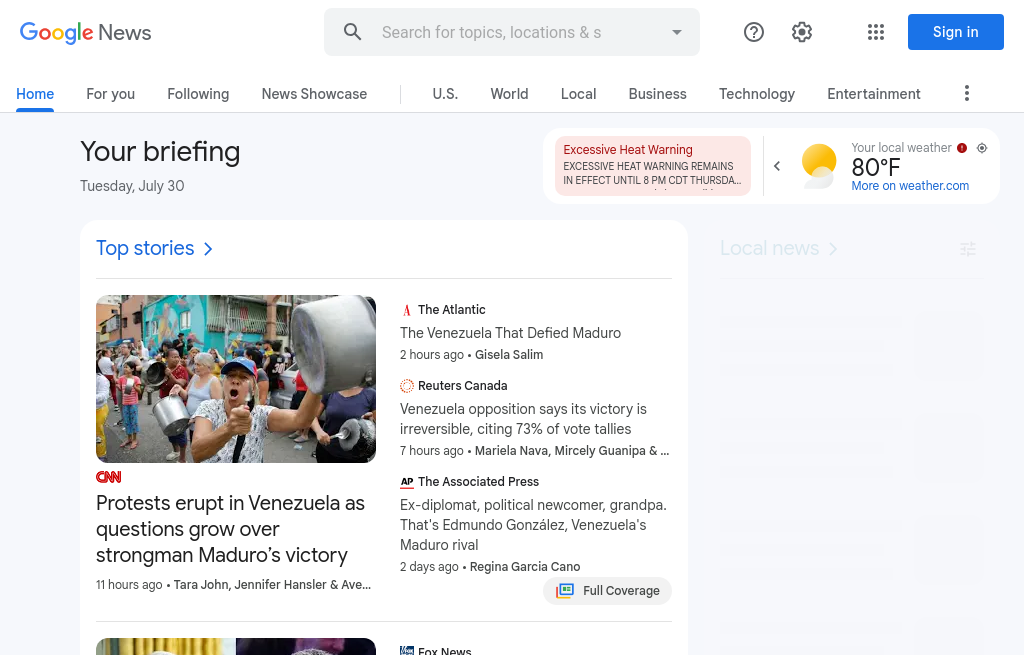 Google News
Search for topics, locations & s
Sign in
Home
For you
Following
News Showcase
U.S.
World
Local
Business
Technology
Entertainment
Your briefing
Tuesday, July 30
Excessive Heat Warning
EXCESSIVE HEAT WARNING REMAINS
IN EFFECT UNTIL 8 PM CDT THURSDA...
Your local weather
80°F
More on weather.com
Top stories
Local news
CNN
Protests erupt in Venezuela as
questions grow over
strongman Maduro’s victory
11 hours ago • Tara John, Jennifer Hansler & Ave...
The Atlantic
The Venezuela That Defied Maduro
2 hours ago • Gisela Salim
Reuters Canada
Venezuela opposition says its victory is
irreversible, citing 73% of vote tallies
7 hours ago • Mariela Nava, Mircely Guanipa & ...
AP The Associated Press
Ex-diplomat, political newcomer, grandpa.
That's Edmundo González, Venezuela's
Maduro rival
2 days ago • Regina Garcia Cano
Full Coverage
Fox News